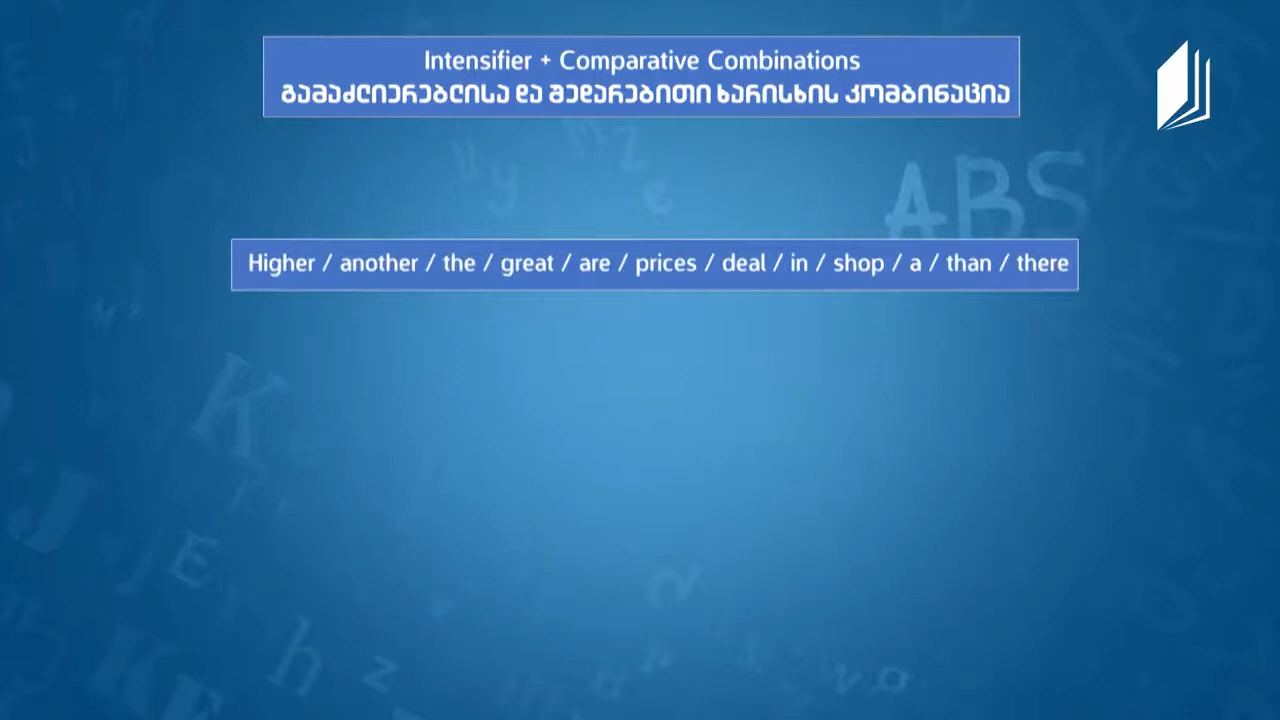 Intensifier + Comparative Combinations
გამაძლიერებლისა და შედარებითი ხარისხის კომბინაცია
ABS
Higher / another / the / great / are / prices / deal / in / shop / a / than / there